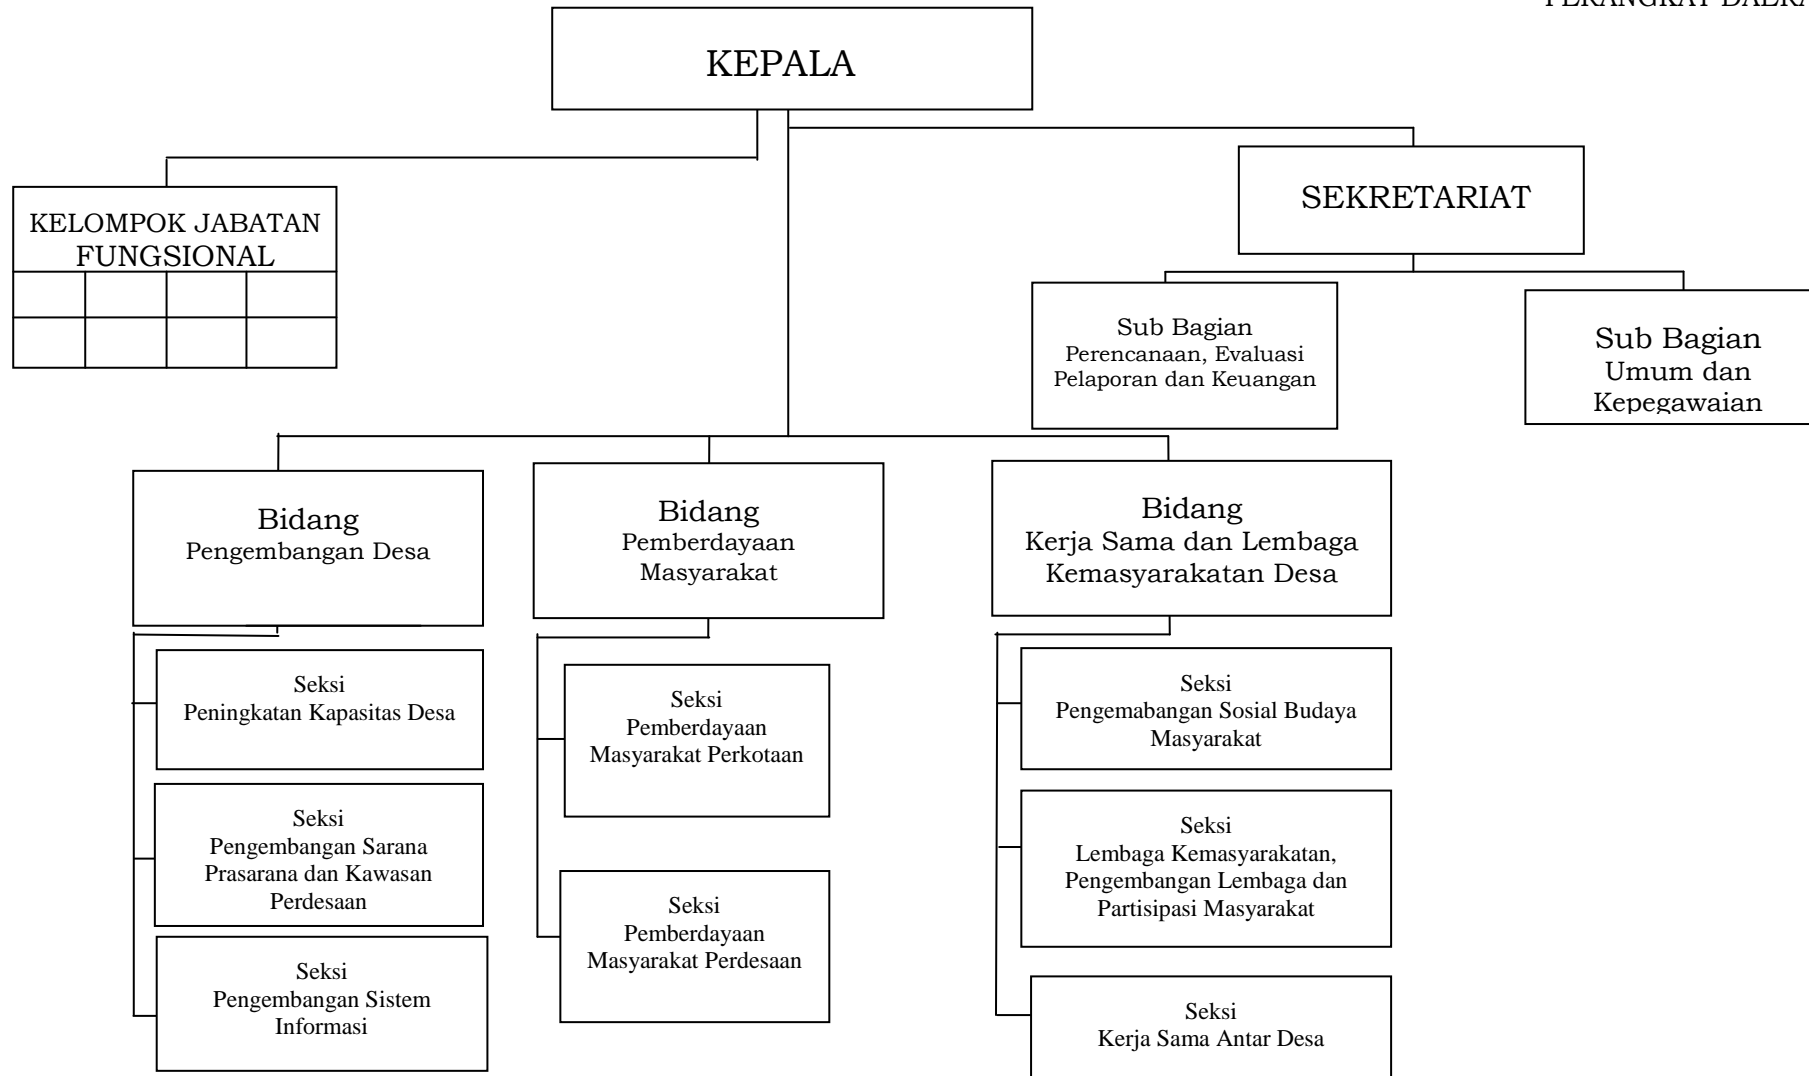 PERANGKAT DAERA
KEPALA
SEKRETARIAT
KELOMPOK JABATAN
FUNGSIONAL
Sub Bagian
Perencanaan, Evaluasi
Pelaporan dan Keuangan
Sub Bagian
Umum dan
Kepegawaian
Bidang
Pengembangan Desa
Bidang
Pemberdayaan
Masyarakat
Bidang
Kerja Sama dan Lembaga
Kemasyarakatan Desa
Seksi
Peningkatan Kapasitas Desa
Seksi
Pengembangan Sarana
Prasarana dan Kawasan
Perdesaan
Seksi
Pengembangan Sistem
Informasi
Seksi
Pemberdayaan
Masyarakat Perkotaan
Seksi
Pemberdayaan
Masyarakat Perdesaan
Seksi
Pengemabangan Sosial Budaya
Masyarakat
Seksi
Lembaga Kemasyarakatan,
Pengembangan Lembaga dan
Partisipasi Masyarakat
Seksi
Kerja Sama Antar Desa